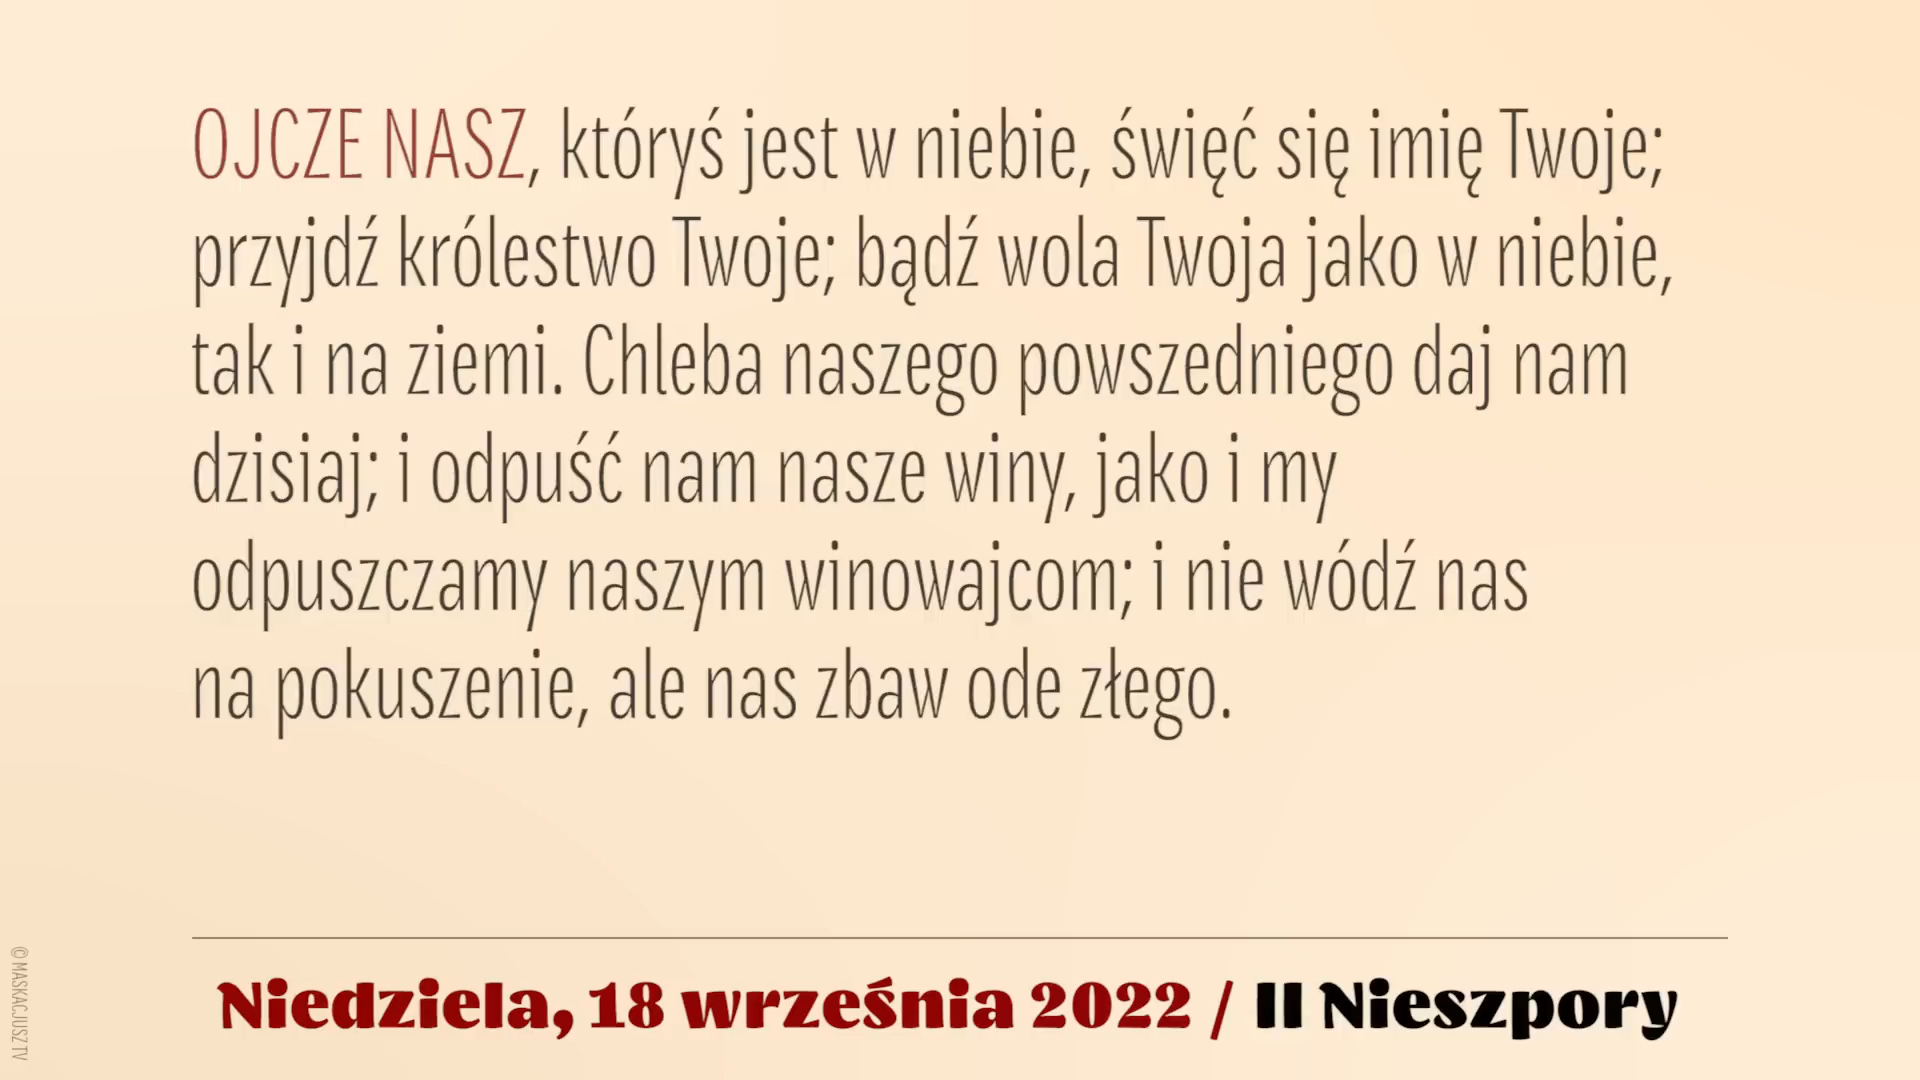 OJCZE NASZ, któryś jest w niebie, święć się imię Twoje;
przyjdź królestwo Twoje; bądź wola Twoja jako w niebie,
tak i na ziemi. Chleba naszego powszedniego daj nam
dzisiaj; i odpuść nam nasze winy, jako i my
odpuszczamy naszym winowajcom; i nie wódź nas
na pokuszenie, ale nas zbaw ode złego.
Niedziela, 18 września 2022 / II Nieszpory
© MASKACJUSZ TV